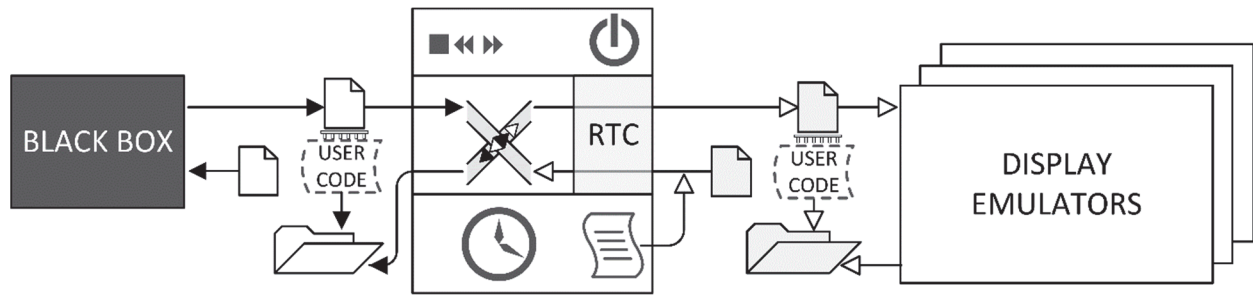 BLACK BOX
USER
CODE
RTC
USER
CODE
DISPLAY
EMULATORS